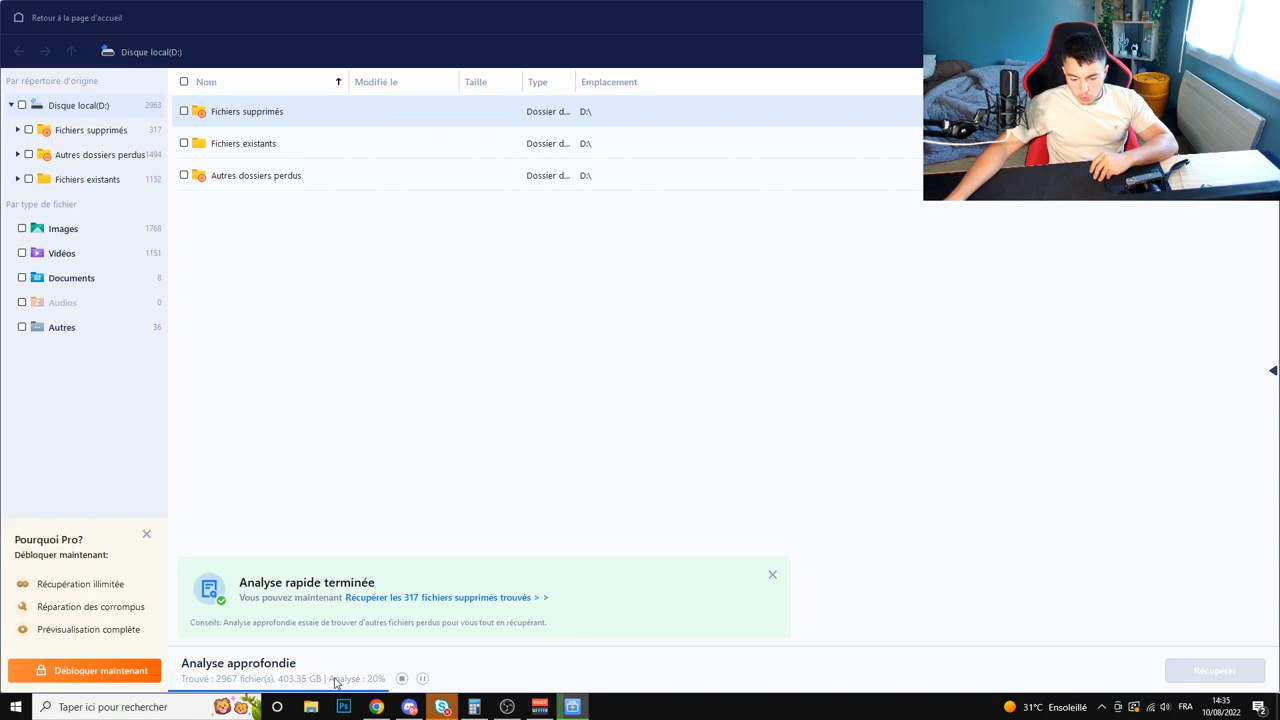 Retour à la page d'accueil
Disque local(D:)
Par répertoire d'origine
Disque local(D:) 2963
Fichiers supprimés 317
Autres dossiers perdus 1494
Fichiers existants 1152
Par type de fichier
Images 1768
Vidéos 1151
Documents 8
Audios 0
Autres 36
Nom Modifié le Taille Type Emplacement
Fichiers supprimés Dossier d... D:\
Fichiers existants Dossier d... D:\
Autres dossiers perdus Dossier d... D:\
Pourquoi Pro?
Débloquer maintenant:
Récupération illimitée
Réparation des corrompus
Prévisualisation complète
Débloquer maintenant
Analyse rapide terminée
Vous pouvez maintenant Récupérer les 317 fichiers supprimés trouvés > >
Conseils: Analyse approfondie essaie de trouver d'autres fichiers perdus pour vous tout en récupérant.
Analyse approfondie
Trouvé : 2967 fichier(s), 403.35 GB | Analysé : 20%
Récupérer
Taper ici pour rechercher
Ps
31°C Ensoleillé
FRA
14:35
10/08/2022
2